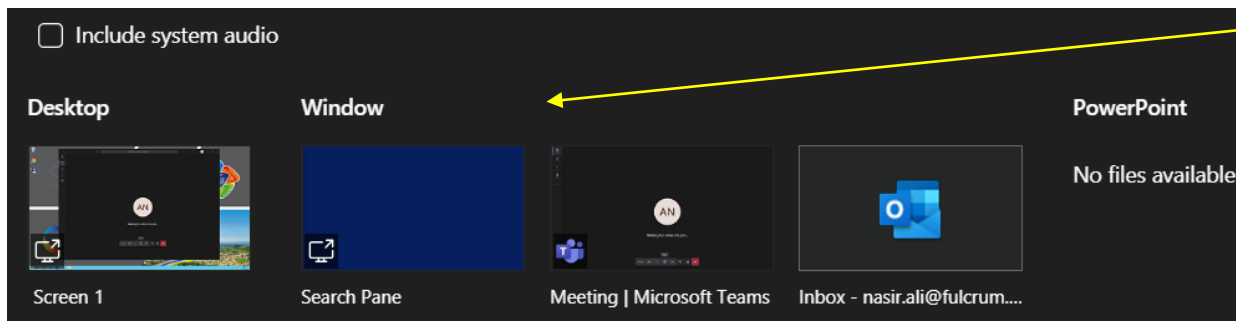 Include system audio
Desktop
Window
PowerPoint
No files available
AN
AN
Screen 1
Search Pane
Meeting | Microsoft Teams
Inbox - nasir.ali@fulcrum....